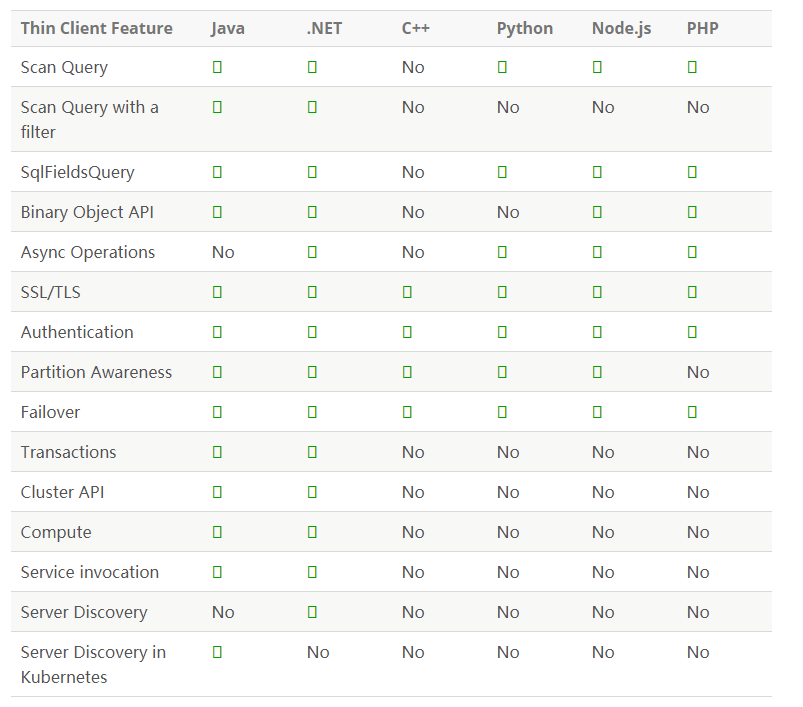 Thin Client Feature Java .NET C++ Python Node.js PHP
Scan Query No
Scan Query with a No No No No
filter
SqlFieldsQuery No
Binary Object API No No
Async Operations No No
SSL/TLS
Authentication
Partition Awareness No
Failover
Transactions No No No No
Cluster API No No No No
Compute No No No No
Service invocation No No No No
Server Discovery No No No No No
Server Discovery in No No No No No
Kubernetes